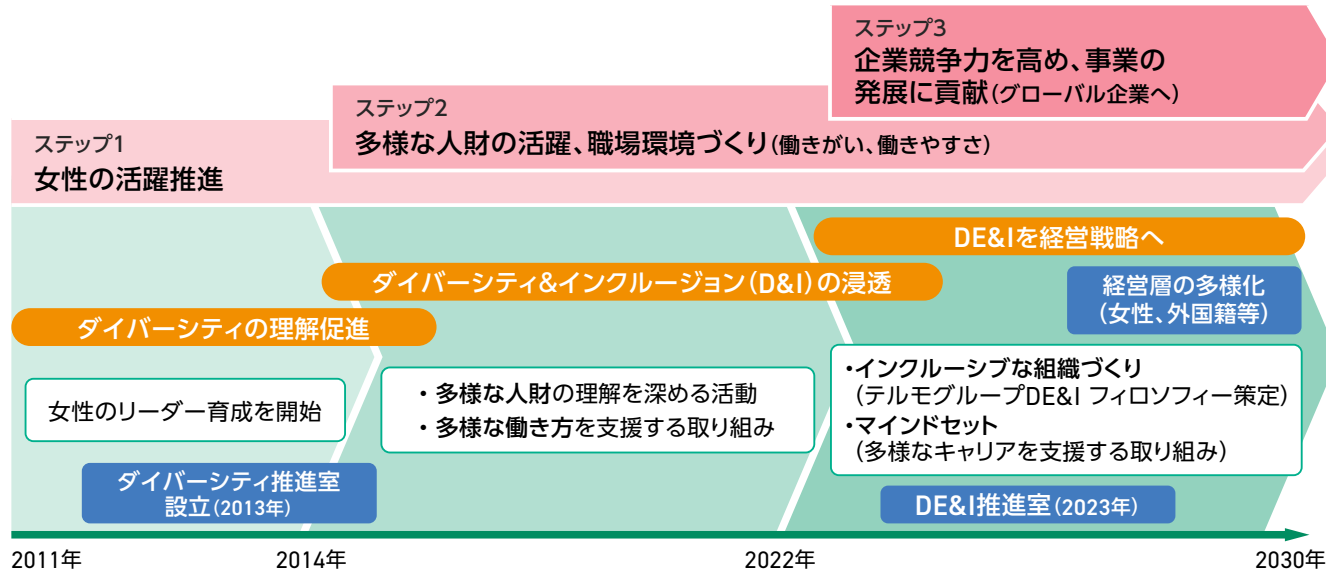 ステップ1
女性の活躍推進
ステップ2
多様な人財の活躍、職場環境づくり(働きがい、働きやすさ)
ステップ3
企業競争力を高め、事業の
発展に貢献(グローバル企業へ)
ダイバーシティの理解促進
女性のリーダー育成を開始
ダイバーシティ推進室
設立(2013年)
ダイバーシティ&インクルージョン(D&I)の浸透
・多様な人財の理解を深める活動
・多様な働き方を支援する取り組み
DE&Iを経営戦略へ
経営層の多様化
(女性、外国籍等)
・インクルーシブな組織づくり
(テルモグループDE&I フィロソフィー策定)
・マインドセット
(多様なキャリアを支援する取り組み)
DE&I推進室(2023年)
2011年
2014年
2022年
2030年